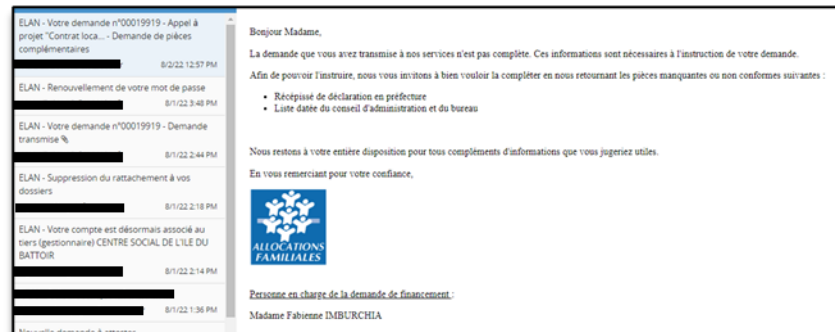 ELAN - Votre demande n°00019919 - Appel à
projet "Contrat loca... - Demande de pièces
complémentaires
8/2/22 12:57 PM
ELAN - Renouvellement de votre mot de passe
8/1/22 3:48 PM
ELAN - Votre demande n°00019919 - Demande
transmise
8/1/22 2:44 PM
ELAN - Suppression du rattachement à vos
dossiers
8/1/22 2:18 PM
ELAN - Votre compte est désormais associé au
tiers (gestionnaire) CENTRE SOCIAL DE L'ILE DU
BATTOIR
8/1/22 2:14 PM
8/1/22 1:36 PM
Nouvelle demande à attester
Bonjour Madame,
La demande que vous avez transmise à nos services n'est pas complète. Ces informations sont nécessaires à l'instruction de votre demande.
Afin de pouvoir l'instruire, nous vous invitons à bien vouloir la compléter en nous retournant les pièces manquantes ou non conformes suivantes :
• Récépissé de déclaration en préfecture
• Liste datée du conseil d'administration et du bureau
Nous restons à votre entière disposition pour tous compléments d'informations que vous jugeriez utiles.
En vous remerciant pour votre confiance,
ALLOCATIONS
FAMILIALES
Personne en charge de la demande de financement :
Madame Fabienne IMBURCHIA